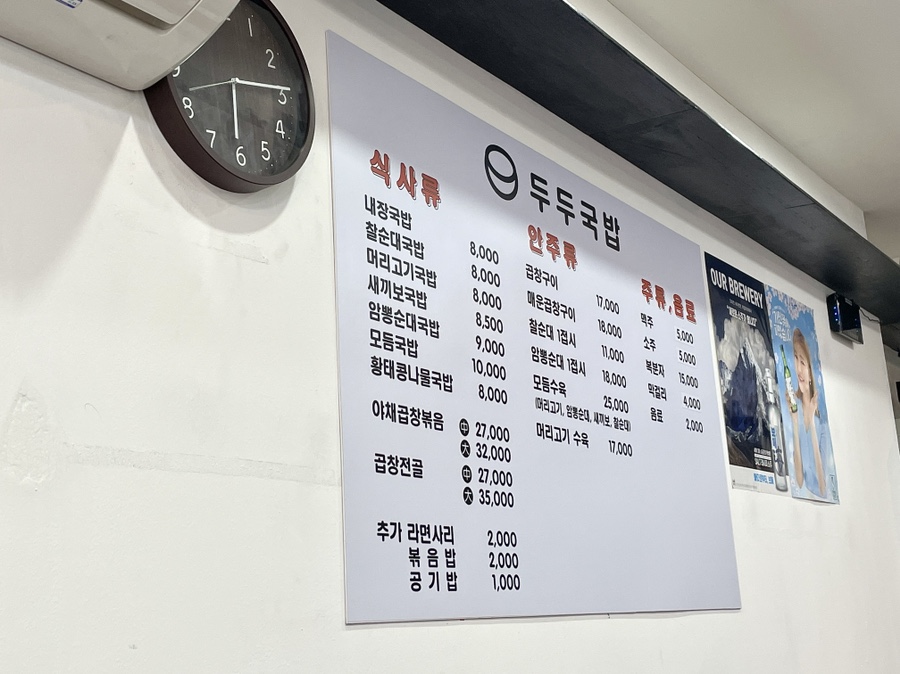 두두국밥
식사류
내장국밥 8,000
찰순대국밥 8,000
머리고기국밥 8,000
새끼보국밥 8,500
암뽕순대국밥 9,000
모듬국밥 10,000
황태콩나물국밥 8,000
야채곱창볶음 中 27,000
大 32,000
곱창전골 中 27,000
大 35,000
추가 라면사리 2,000
볶음밥 2,000
공기밥 1,000
안주류
곱창구이 17,000
매운곱창구이 18,000
찰순대 1접시 11,000
암뽕순대 1접시 18,000
모듬수육 25,000
(머리고기, 암뽕순대, 새끼보, 찰순대)
머리고기 수육 17,000
주류,음료
맥주 5,000
소주 5,000
복분자 15,000
막걸리 4,000
음료 2,000
OUR BREWERY
1
2
3
4
5
6
7
8
9